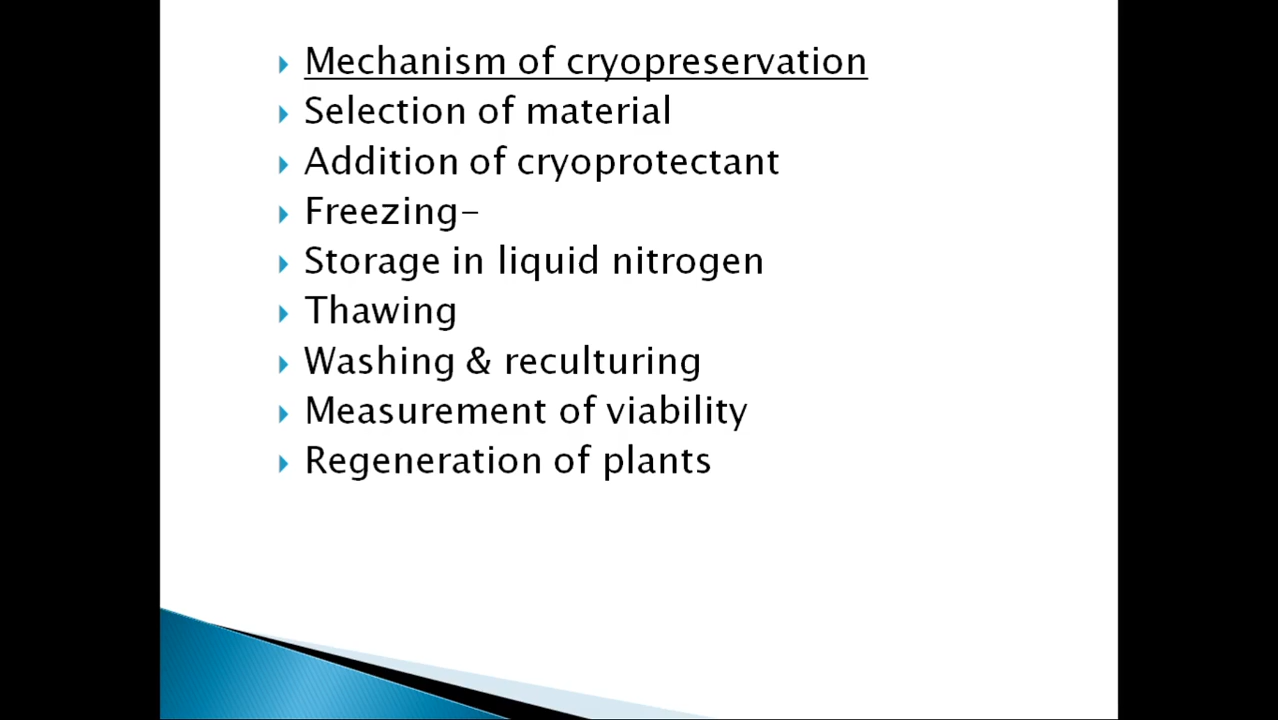 Mechanism of cryopreservation
Selection of material
Addition of cryoprotectant
Freezing-
Storage in liquid nitrogen
Thawing
Washing & reculturing
Measurement of viability
Regeneration of plants